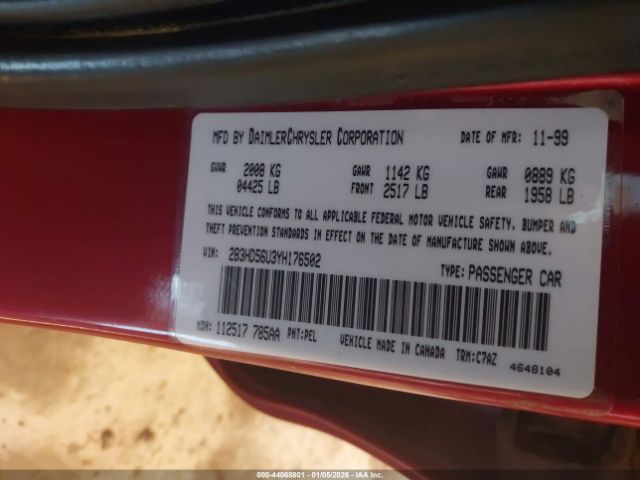 MFD BY DAIMLERCHRYSLER CORPORATION DATE OF MFR: 11-99
GVWR 2008 KG GAWR 1142 KG GAWR 0889 KG
04425 LB FRONT 2517 LB REAR 1958 LB
THIS VEHICLE CONFORMS TO ALL APPLICABLE FEDERAL MOTOR VEHICLE SAFETY, BUMPER AND
THEFT PREVENTION STANDARDS IN EFFECT ON THE DATE OF MANUFACTURE SHOWN ABOVE.
VIN: 2B3HD56U3YH176502 TYPE: PASSENGER CAR
MDH: 112517 785AA PNT:PEL VEHICLE MADE IN CANADA TRM:C7AZ
4648104
000-44068801 - 01/05/2026 - IAA Inc.